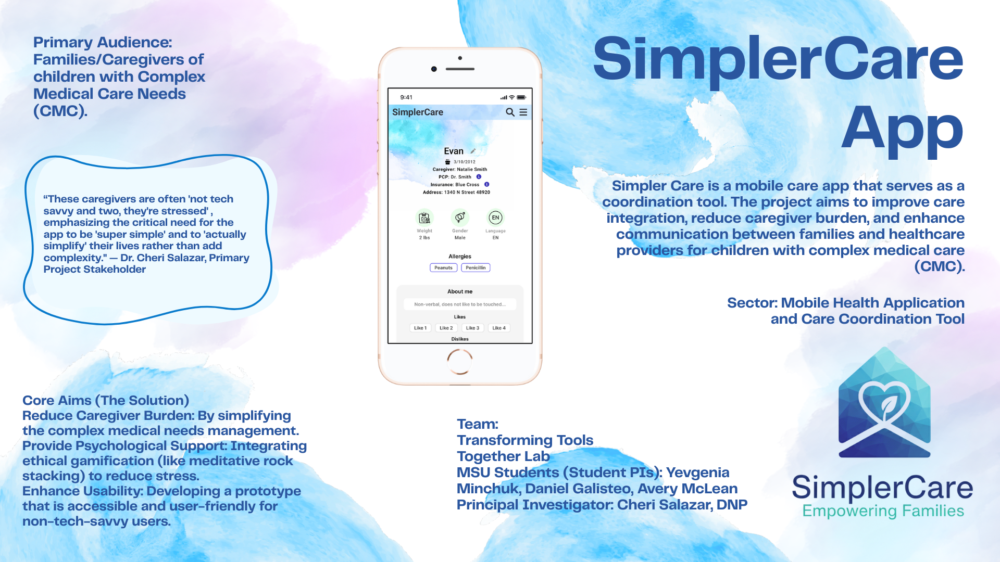 Primary Audience:
Families/Caregivers of
children with Complex
Medical Care Needs
(CMC).
“These caregivers are often 'not tech
savvy and two, they're stressed' ,
emphasizing the critical need for the
app to be 'super simple' and to 'actually
simplify' their lives rather than add
complexity." — Dr. Cheri Salazar, Primary
Project Stakeholder
Core Aims (The Solution)
Reduce Caregiver Burden: By simplifying
the complex medical needs management.
Provide Psychological Support: Integrating
ethical gamification (like meditative rock
stacking) to reduce stress.
Enhance Usability: Developing a prototype
that is accessible and user-friendly for
non-tech-savvy users.
9:41
SimplerCare
Evan
3/10/2012
Caregiver: Natalie Smith
PCP: Dr. Smith
Insurance: Blue Cross
Address: 1340 N Street 48920
EN
Weight Gender Language
2 lbs Male EN
Allergies
Peanuts Penicillin
About me
Non-verbal, does not like to be touched...
Likes
Like 1 Like 2 Like 3 Like 4
Dislikes
SimplerCare
App
Simpler Care is a mobile care app that serves as a
coordination tool. The project aims to improve care
integration, reduce caregiver burden, and enhance
communication between families and healthcare
providers for children with complex medical care
(CMC).
Sector: Mobile Health Application
and Care Coordination Tool
Team:
Transforming Tools
Together Lab
MSU Students (Student PIs): Yevgenia
Minchuk, Daniel Galisteo, Avery McLean
Principal Investigator: Cheri Salazar, DNP
SimplerCare
Empowering Families